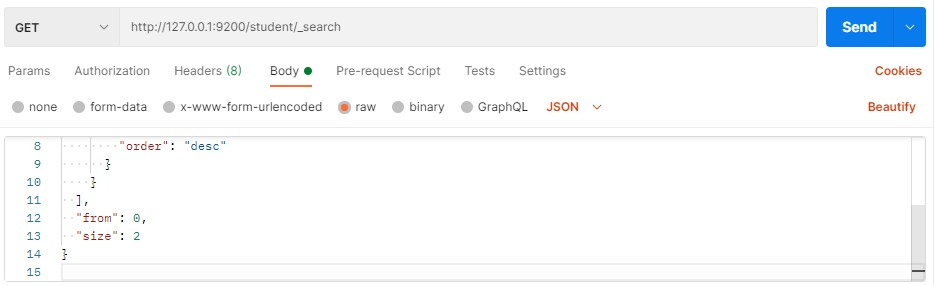 GET http://127.0.0.1:9200/student/_search Send
Params Authorization Headers (8) Body Pre-request Script Tests Settings Cookies
none form-data x-www-form-urlencoded raw binary GraphQL JSON Beautify
8 "order": "desc"
9 }
10 }
11 ],
12 "from": 0,
13 "size": 2
14 }
15